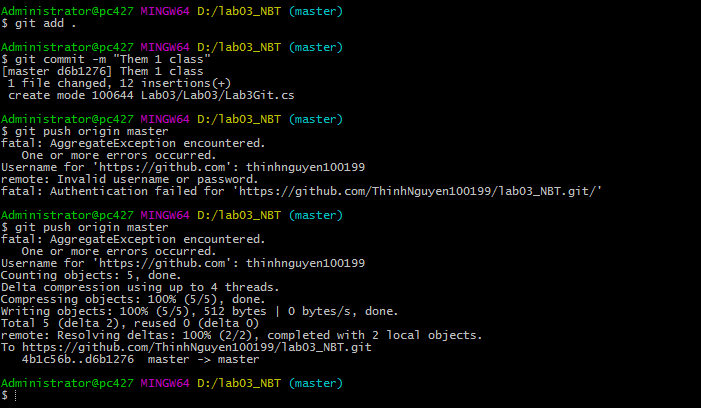 Administrator@pc427 MINGW64 D:/lab03_NBT (master)
$ git add .
Administrator@pc427 MINGW64 D:/lab03_NBT (master)
$ git commit -m "Them 1 class"
[master d6b1276] Them 1 class
 1 file changed, 12 insertions(+)
 create mode 100644 Lab03/Lab03/Lab3Git.cs
Administrator@pc427 MINGW64 D:/lab03_NBT (master)
$ git push origin master
fatal: AggregateException encountered.
   One or more errors occurred.
Username for 'https://github.com': thinhnguyen100199
remote: Invalid username or password.
fatal: Authentication failed for 'https://github.com/ThinhNguyen100199/lab03_NBT.git/'
Administrator@pc427 MINGW64 D:/lab03_NBT (master)
$ git push origin master
fatal: AggregateException encountered.
   One or more errors occurred.
Username for 'https://github.com': thinhnguyen100199
Counting objects: 5, done.
Delta compression using up to 4 threads.
Compressing objects: 100% (5/5), done.
Writing objects: 100% (5/5), 512 bytes | 0 bytes/s, done.
Total 5 (delta 2), reused 0 (delta 0)
remote: Resolving deltas: 100% (2/2), completed with 2 local objects.
To https://github.com/ThinhNguyen100199/lab03_NBT.git
   4b1c56b..d6b1276  master -> master
Administrator@pc427 MINGW64 D:/lab03_NBT (master)
$